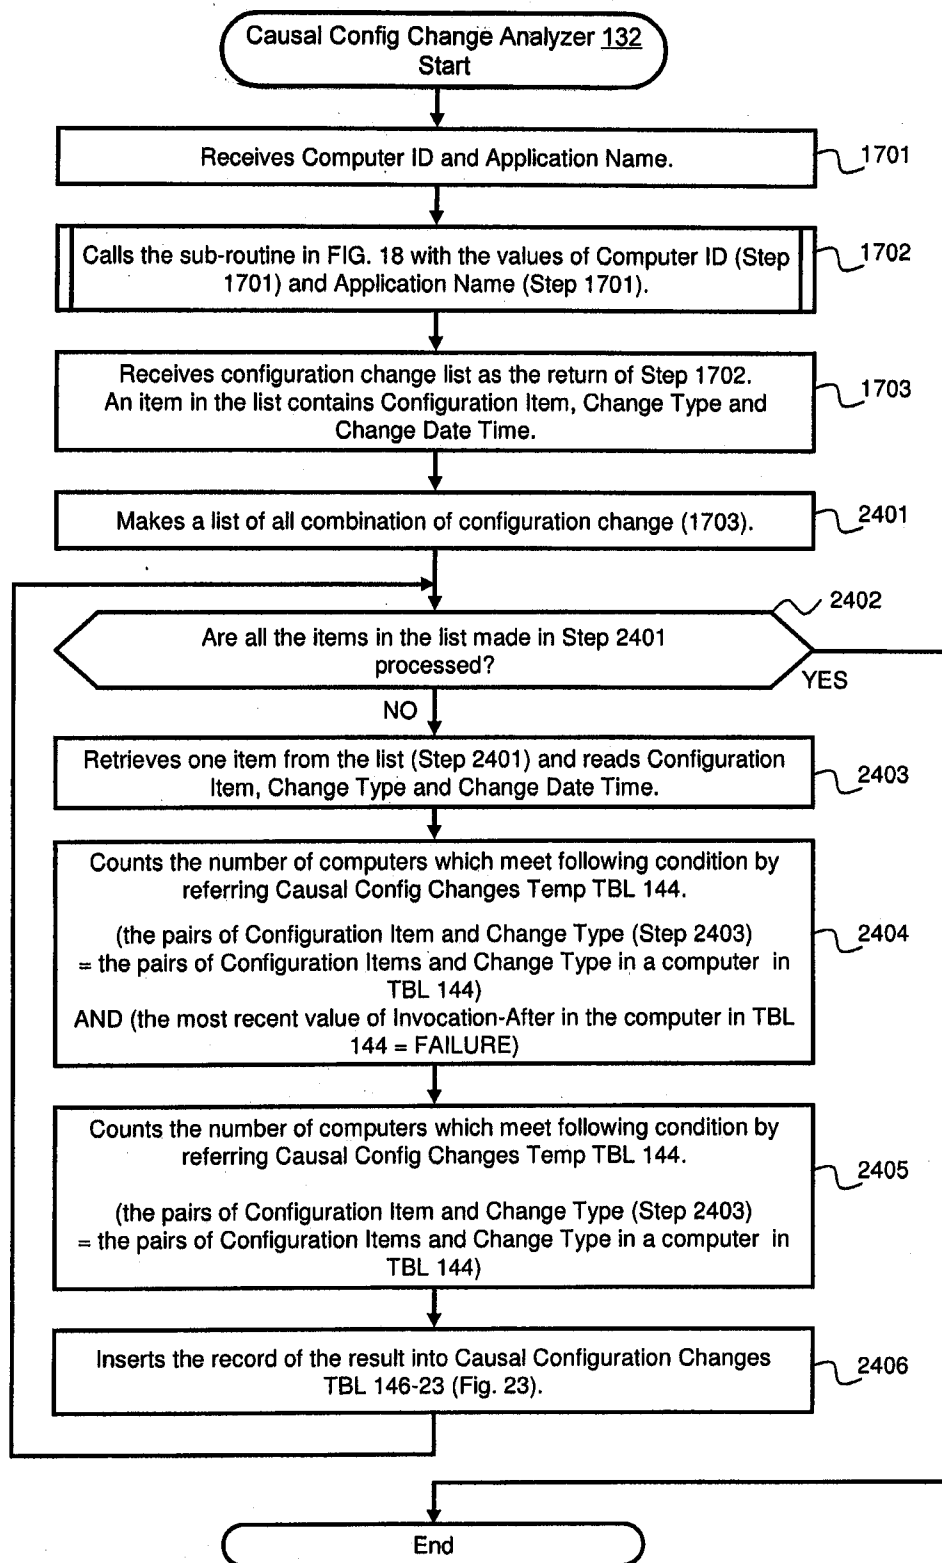 Causal Config Change Analyzer 132
Start
Receives Computer ID and Application Name.
1701
Calls the sub-routine in FIG. 18 with the values of Computer ID (Step
1701) and Application Name (Step 1701).
1702
Receives configuration change list as the return of Step 1702.
An item in the list contains Configuration Item, Change Type and
Change Date Time.
1703
Makes a list of all combination of configuration change (1703).
2401
2402
Are all the items in the list made in Step 2401
processed?
YES
NO
Retrieves one item from the list (Step 2401) and reads Configuration
Item, Change Type and Change Date Time.
2403
Counts the number of computers which meet following condition by
referring Causal Config Changes Temp TBL 144.
(the pairs of Configuration Item and Change Type (Step 2403)
= the pairs of Configuration Items and Change Type in a computer in
TBL 144)
AND (the most recent value of Invocation-After in the computer in TBL
144 = FAILURE)
2404
Counts the number of computers which meet following condition by
referring Causal Config Changes Temp TBL 144.
(the pairs of Configuration Item and Change Type (Step 2403)
= the pairs of Configuration Items and Change Type in a computer in
TBL 144)
2405
Inserts the record of the result into Causal Configuration Changes
TBL 146-23 (Fig. 23).
2406
End